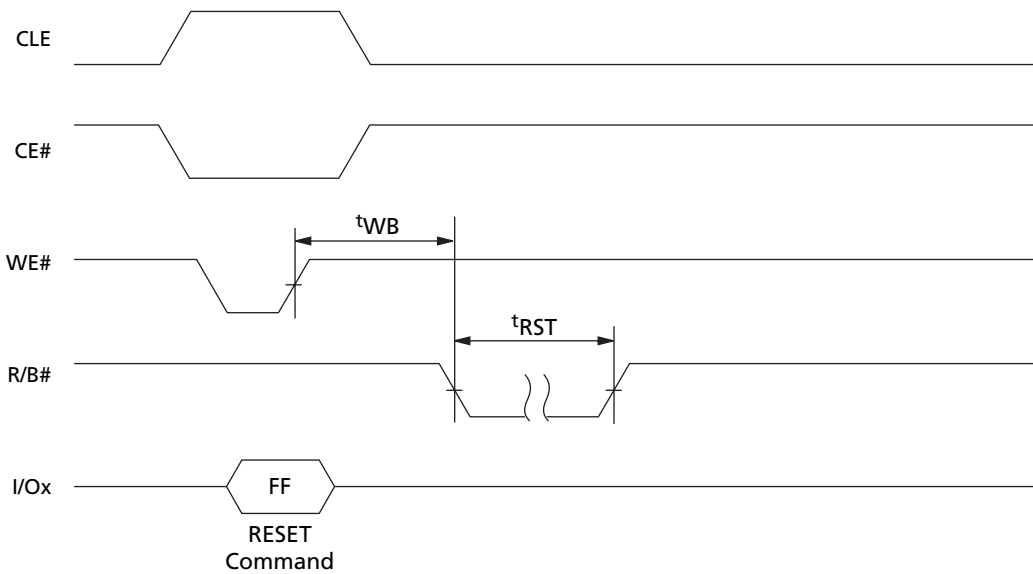 CLE
CE#
tWB
WE#
tRST
R/B#
I/Ox
FF
RESET
Command